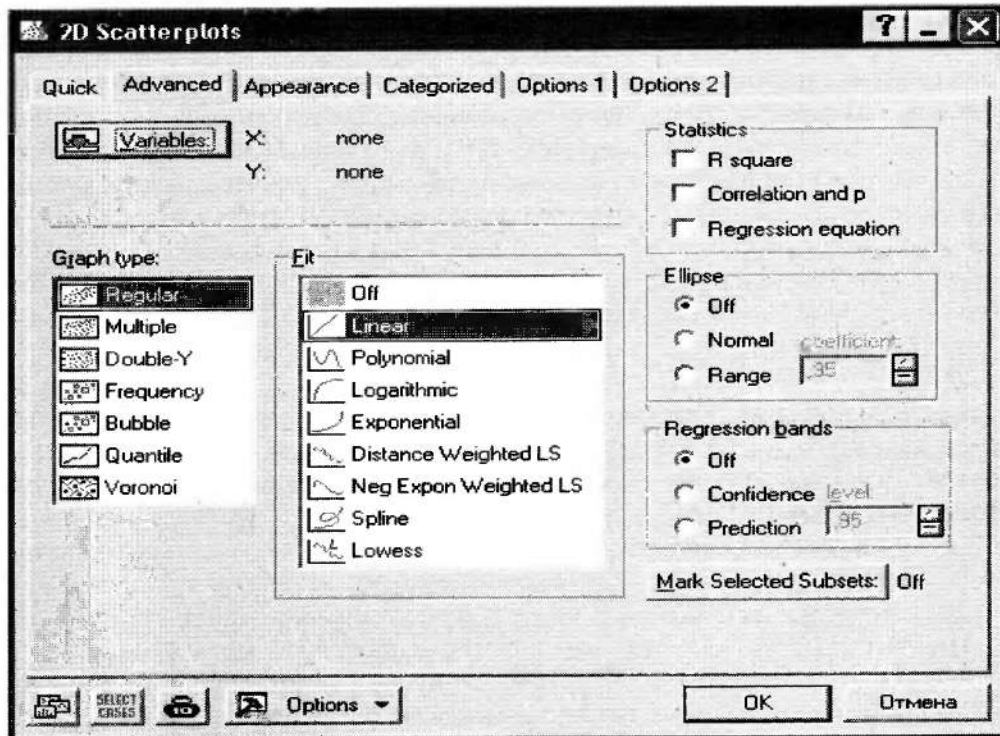 2D Scatterplots
Quick Advanced Appearance Categorized Options 1 Options 2
Variables: X: none
Y: none
Statistics
R square
Correlation and p
Regression equation
Graph type:
Regular
Multiple
Double-Y
Frequency
Bubble
Quantile
Voronoi
Fit
Off
Linear
Polynomial
Logarithmic
Exponential
Distance Weighted LS
Neg Expon Weighted LS
Spline
Lowess
Ellipse
Off
Normal coefficient:
Range .95
Regression bands
Off
Confidence level:
Prediction .95
Mark Selected Subsets: Off
SELECT
CASES
Options
OK
Отмена